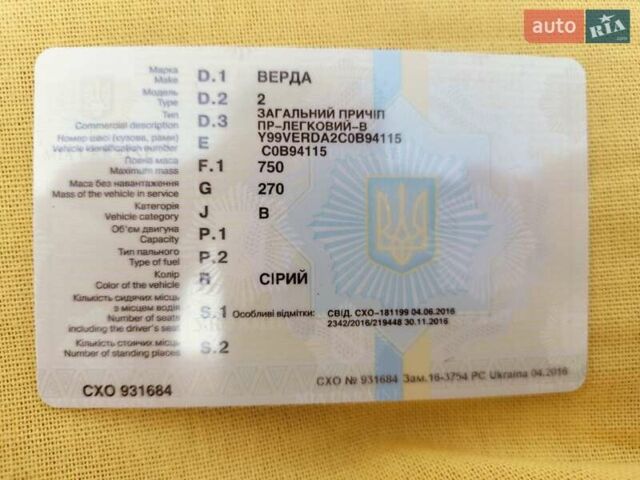 auto RIA.com
Марка D.1 ВЕРДА
Make
Модель D.2 2
Type
Тип D.3 ЗАГАЛЬНИЙ ПРИЧІП
Commercial description ПР-ЛЕГКОВИЙ-В
Номер шасі (кузова, рами) E Y99VERDA2C0B94115
Vehicle identification number C0B94115
Повна маса F.1 750
Maximum mass
Маса без навантаження G 270
Mass of the vehicle in service
Категорія J B
Vehicle category
Об'єм двигуна P.1
Capacity
Тип пального P.2
Type of fuel
Колір R СІРИЙ
Color of the vehicle
Кількість сидячих місць
з місцем водія S.1 Особливі відмітки: СВІД. СХО-181199 04.06.2016
Number of seats 2342/2016/219448 30.11.2016
including the driver's seat
Кількість стоячих місць S.2
Number of standing places
СХО 931684
СХО № 931684 Зам.16-3754 РС Ukraina 04.2016